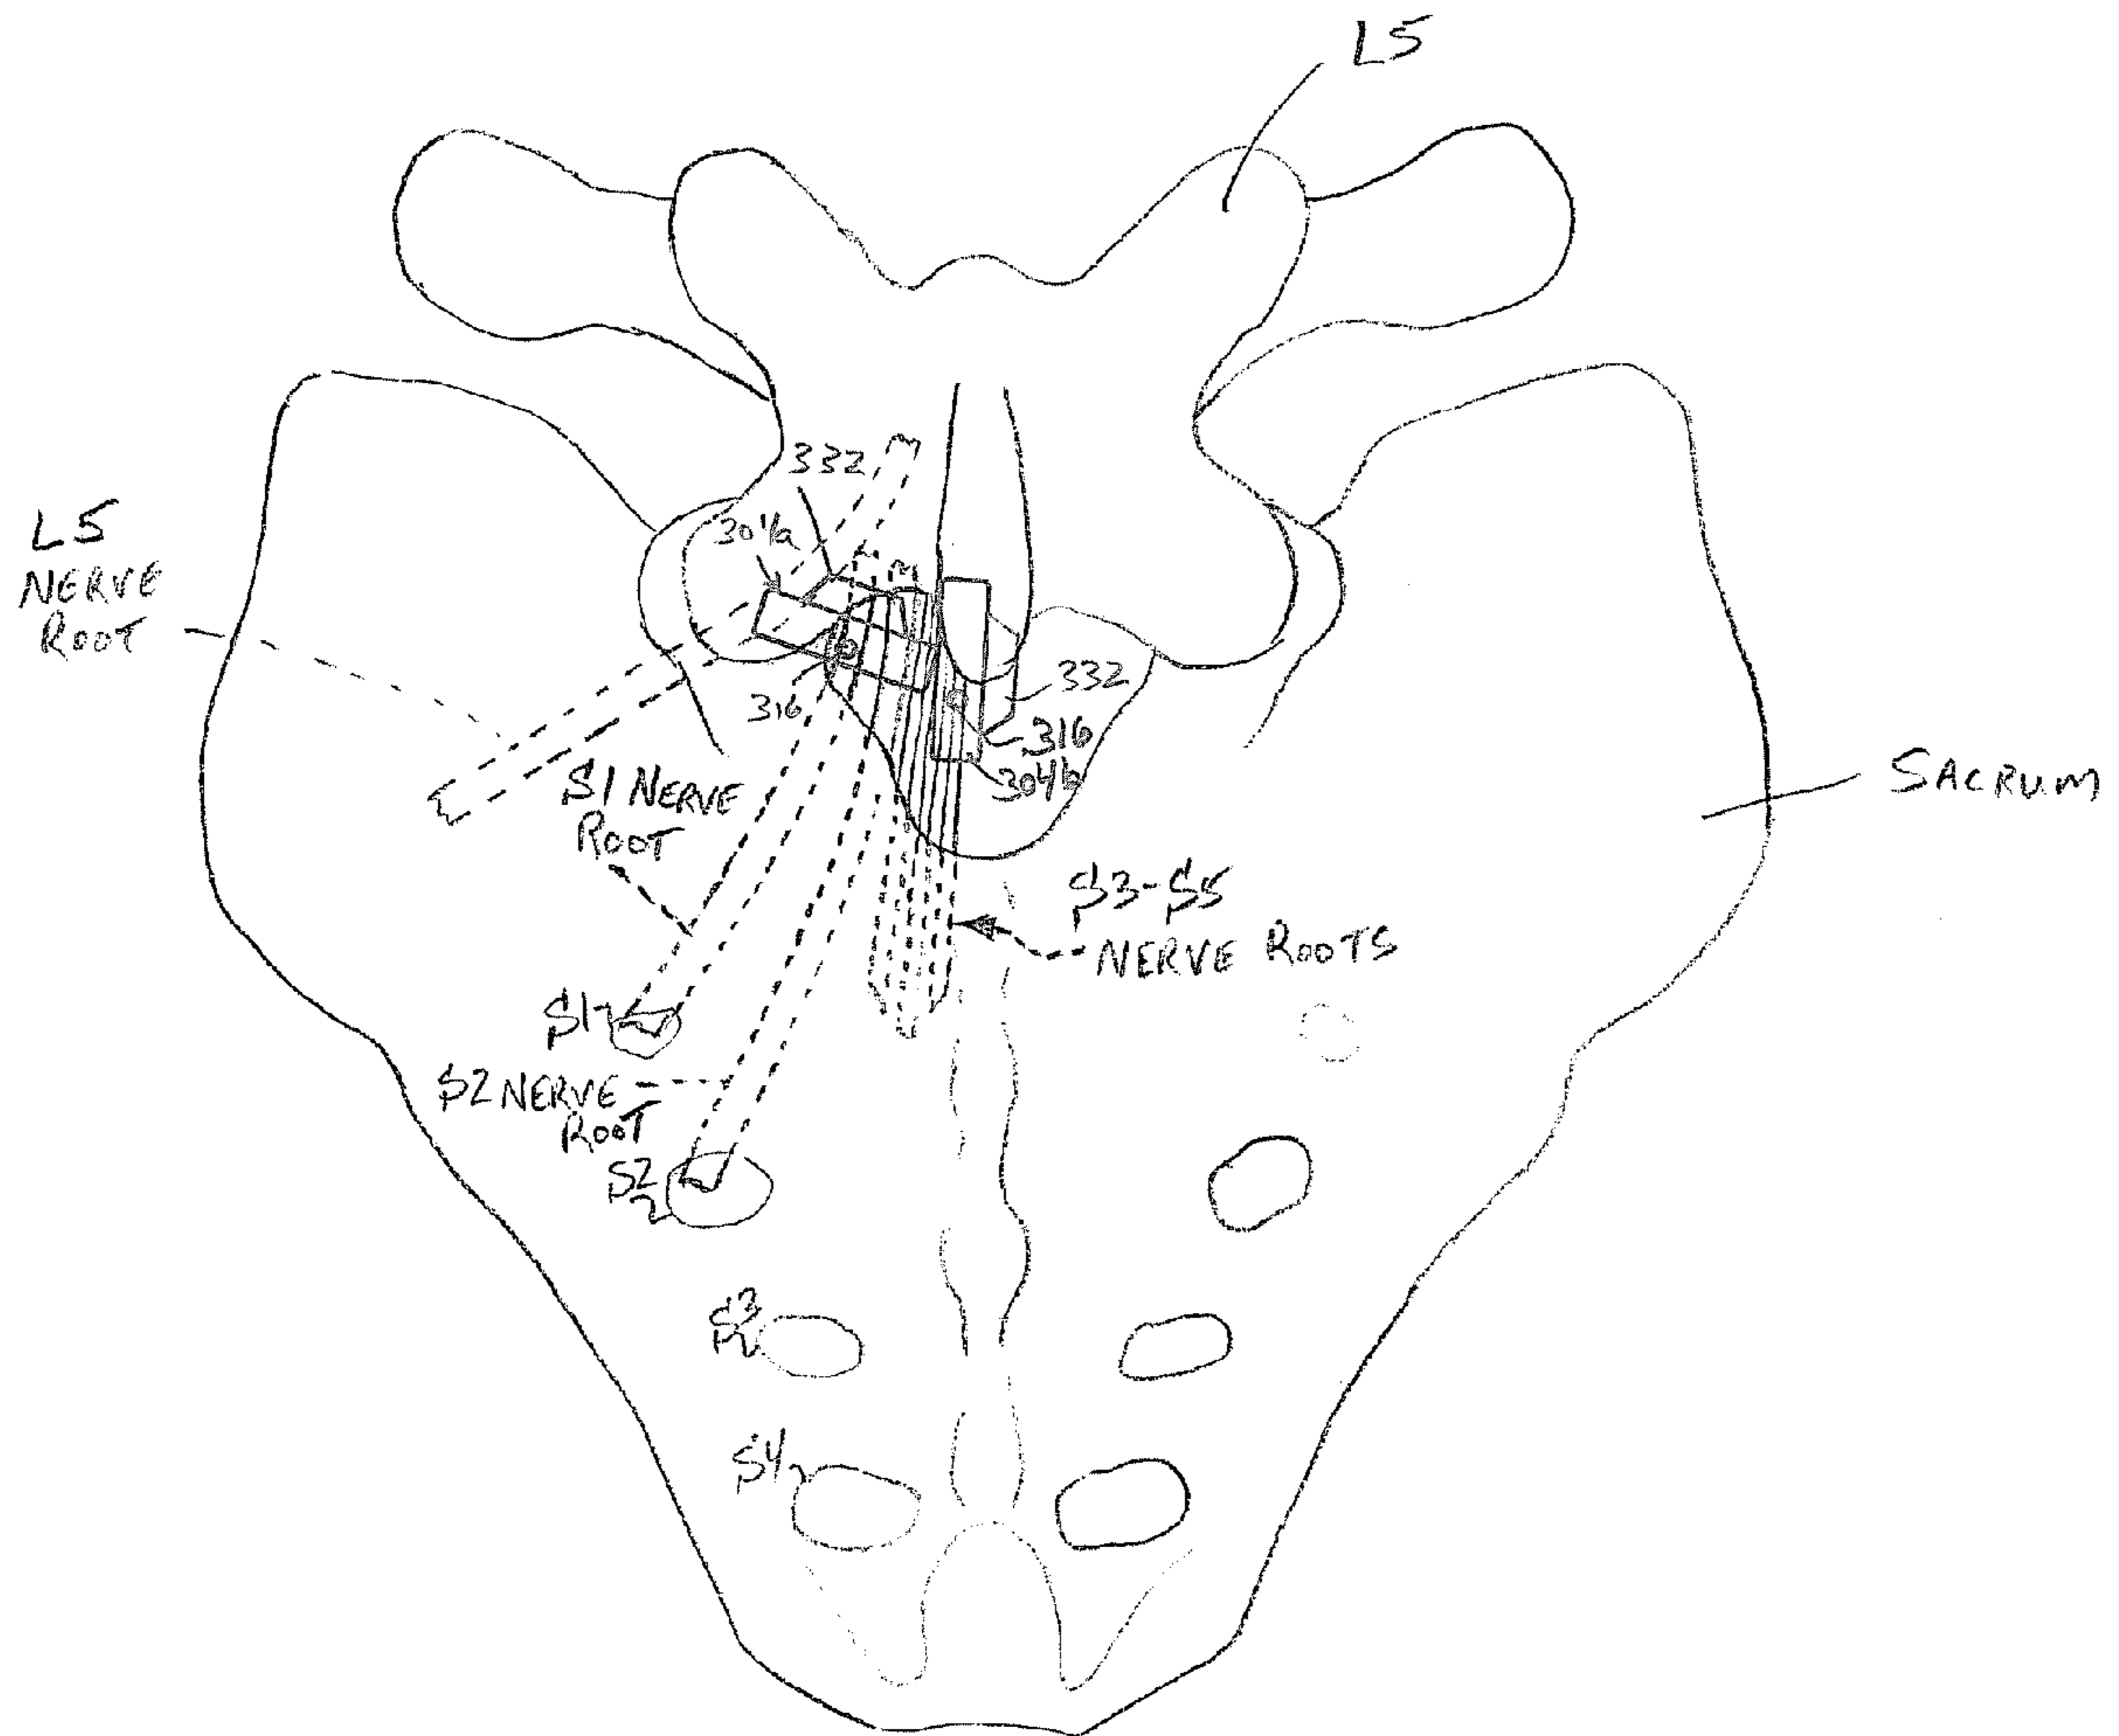 L5
332
304a
L5
NERVE
ROOT
332
316
316
304b
S1 NERVE
ROOT
SACRUM
S3-S5
NERVE ROOTS
S1
S2 NERVE
ROOT
S2
S3
S4